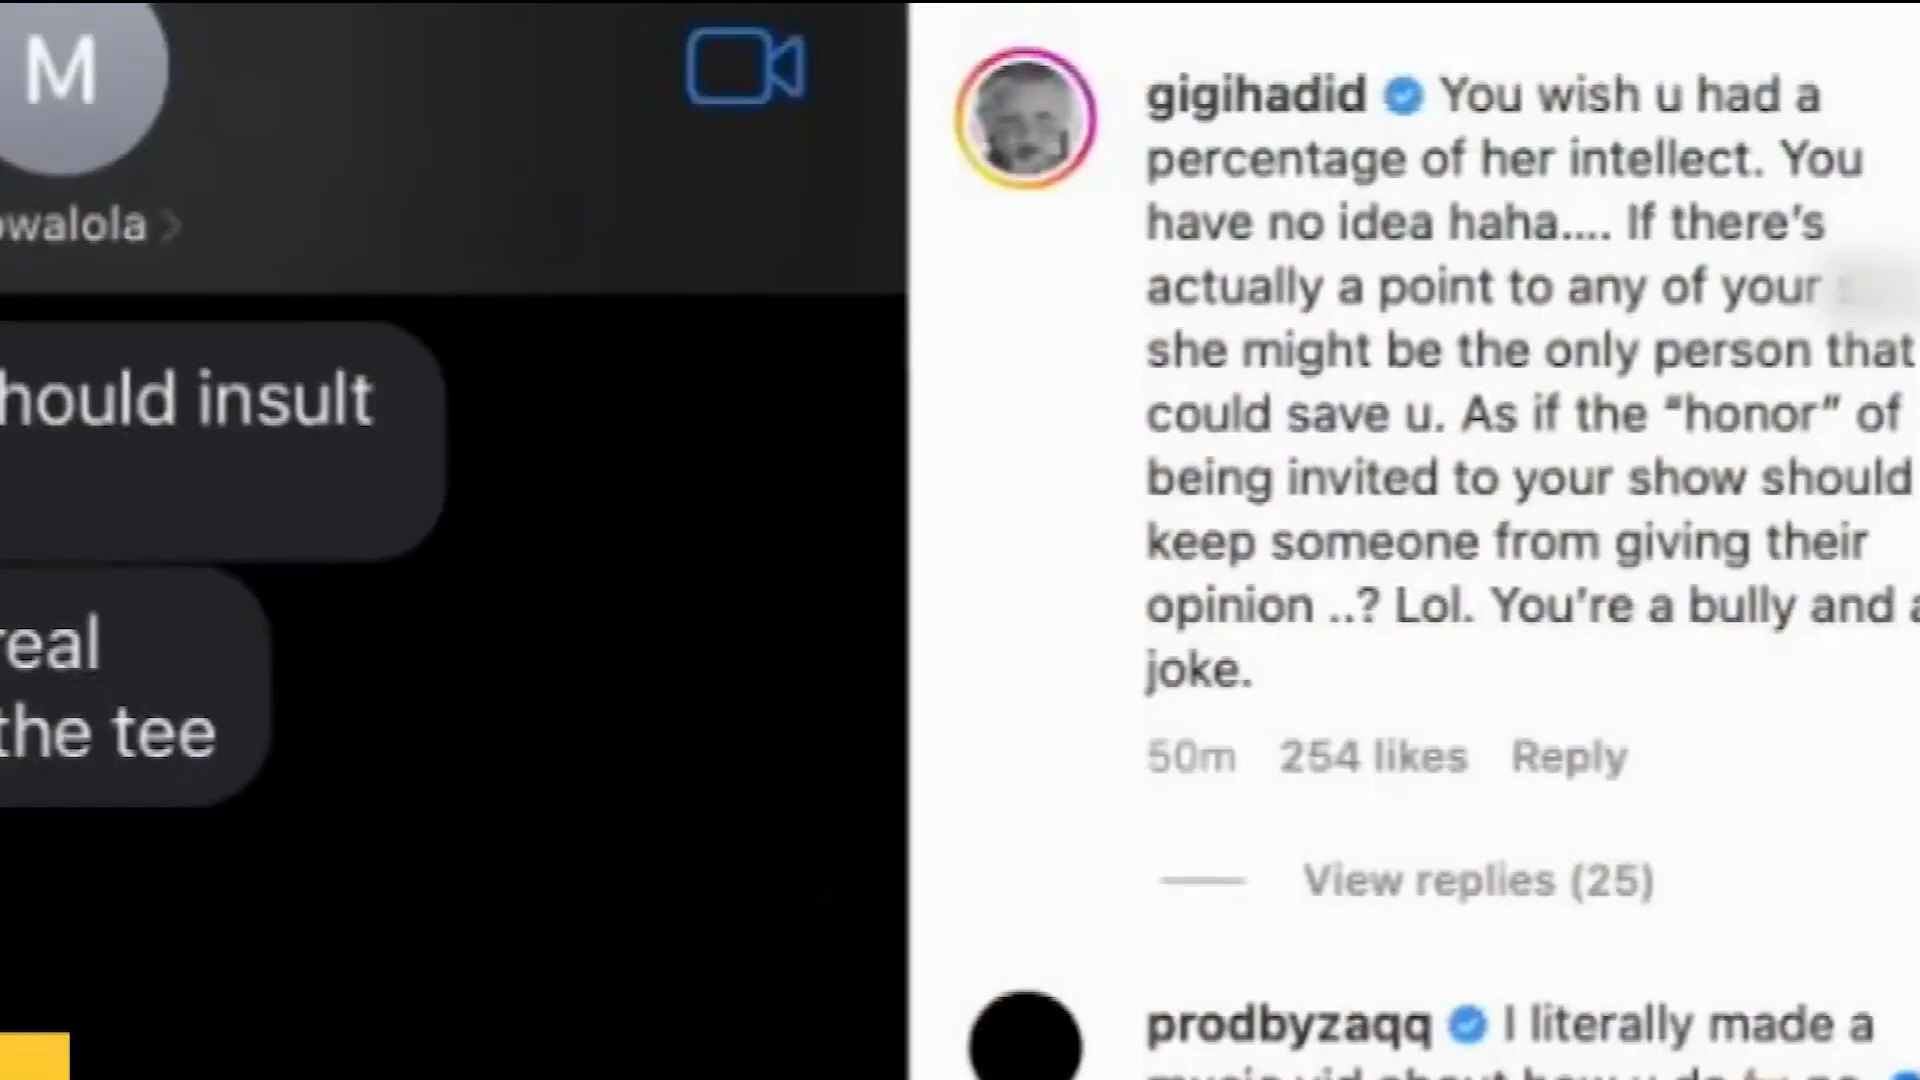 M
owalola >
hould insult
real
the tee
gigihadid You wish u had a
percentage of her intellect. You
have no idea haha.... If there's
actually a point to any of your
she might be the only person that
could save u. As if the "honor" of
being invited to your show should
keep someone from giving their
opinion ..? Lol. You're a bully and a
joke.
50m 254 likes Reply
View replies (25)
prodbyzaqq I literally made a